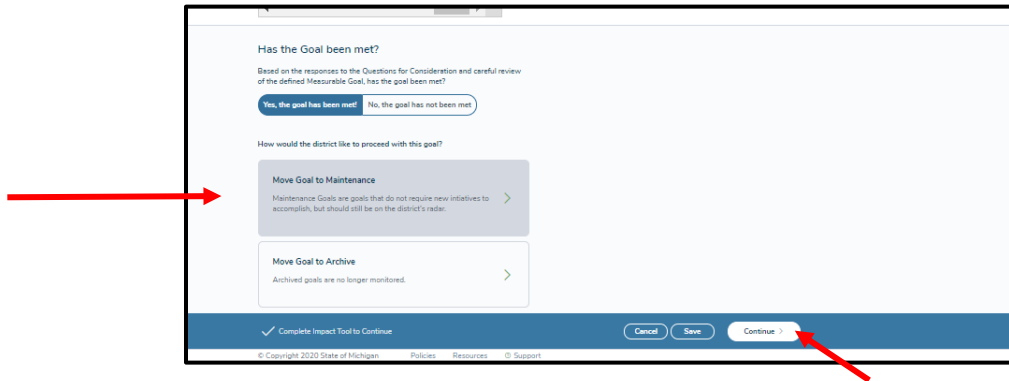 Has the Goal been met?
Based on the responses to the Questions for Consideration and careful review
of the defined Measurable Goal, has the goal been met?
Yes, the goal has been met! No, the goal has not been met
How would the district like to proceed with this goal?
Move Goal to Maintenance
Maintenance Goals are goals that do not require new intiatives to
accomplish, but should still be on the district's radar.
Move Goal to Archive
Archived goals are no longer monitored.
Complete Impact Tool to Continue Cancel Save Continue
© Copyright 2020 State of Michigan Policies Resources Support